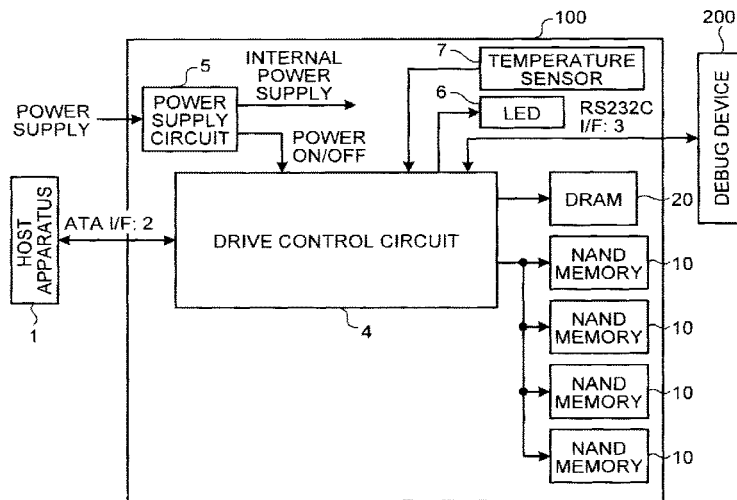 100
200
5
INTERNAL
POWER
SUPPLY
7
TEMPERATURE
SENSOR
6
LED
RS232C
I/F: 3
DEBUG DEVICE
POWER
SUPPLY
POWER
SUPPLY
CIRCUIT
POWER
ON/OFF
DRAM
20
HOST
APPARATUS
1
ATA I/F: 2
DRIVE CONTROL CIRCUIT
4
NAND
MEMORY
10
NAND
MEMORY
10
NAND
MEMORY
10
NAND
MEMORY
10